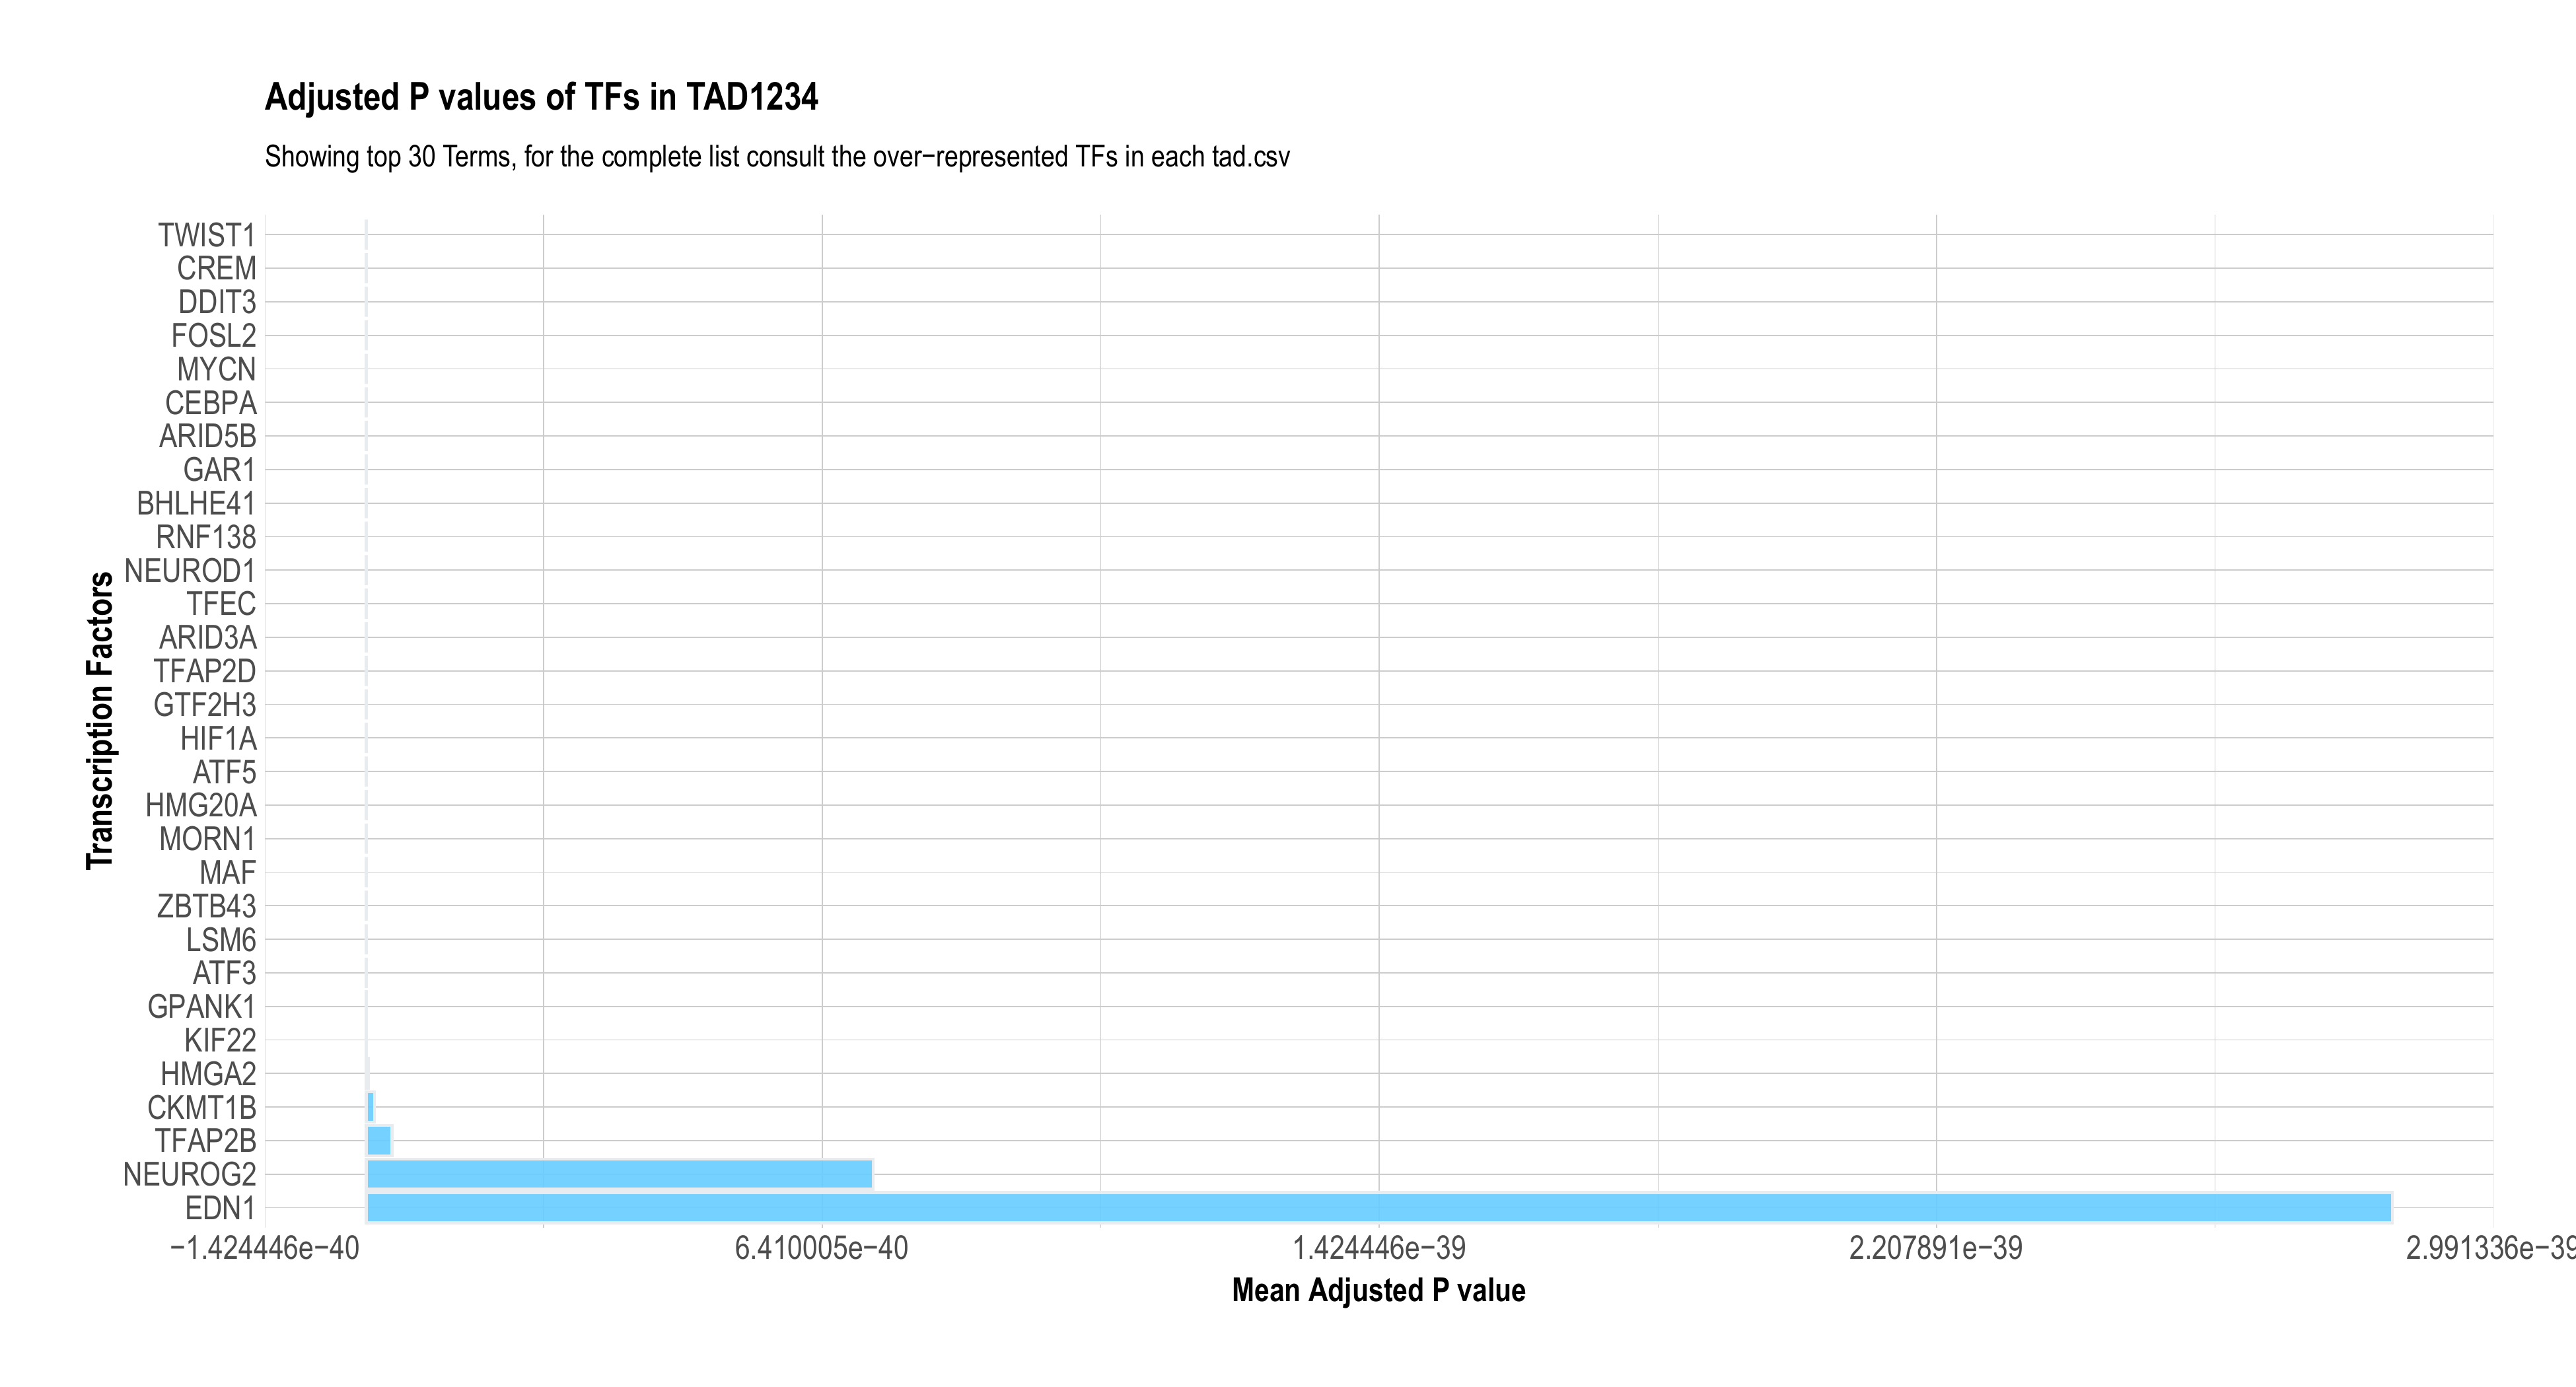 Adjusted P values of TFs in TAD1234
Showing top 30 Terms, for the complete list consult the over−represented TFs in each tad.csv
Transcription Factors
TWIST1
CREM
DDIT3
FOSL2
MYCN
CEBPA
ARID5B
GAR1
BHLHE41
RNF138
NEUROD1
TFEC
ARID3A
TFAP2D
GTF2H3
HIF1A
ATF5
HMG20A
MORN1
MAF
ZBTB43
LSM6
ATF3
GPANK1
KIF22
HMGA2
CKMT1B
TFAP2B
NEUROG2
EDN1
−1.424446e−40 6.410005e−40 1.424446e−39 2.207891e−39 2.991336e−39
Mean Adjusted P value